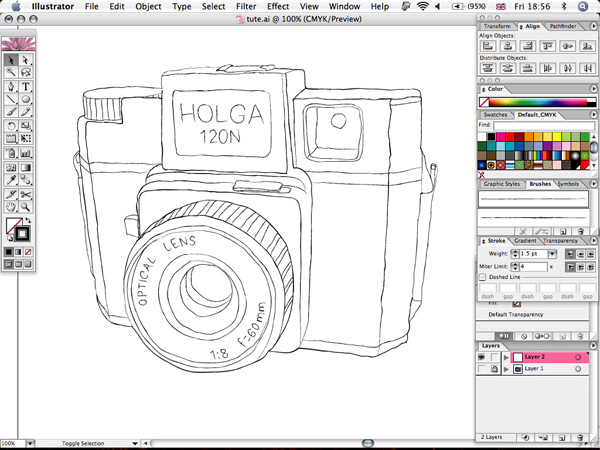 Illustrator File Edit Object Type Select Filter Effect View Window Help (95%) Fri 18:56
tute.ai @ 100% (CMYK/Preview)
Transform Align Pathfinder
Align Objects:
Distribute Objects:
Color
Swatches Default_CMYK
Find:
Graphic Styles Brushes Symbols
Stroke Gradient Transparency
Weight: 1.5 pt
Miter Limit: 4 x
Dashed Line
dash gap dash gap dash gap
Fill:
Default Transparency
Layers
Layer 2
Layer 1
2 Layers
HOLGA
120N
OPTICAL LENS
1:8 f=60mm
100% Toggle Selection